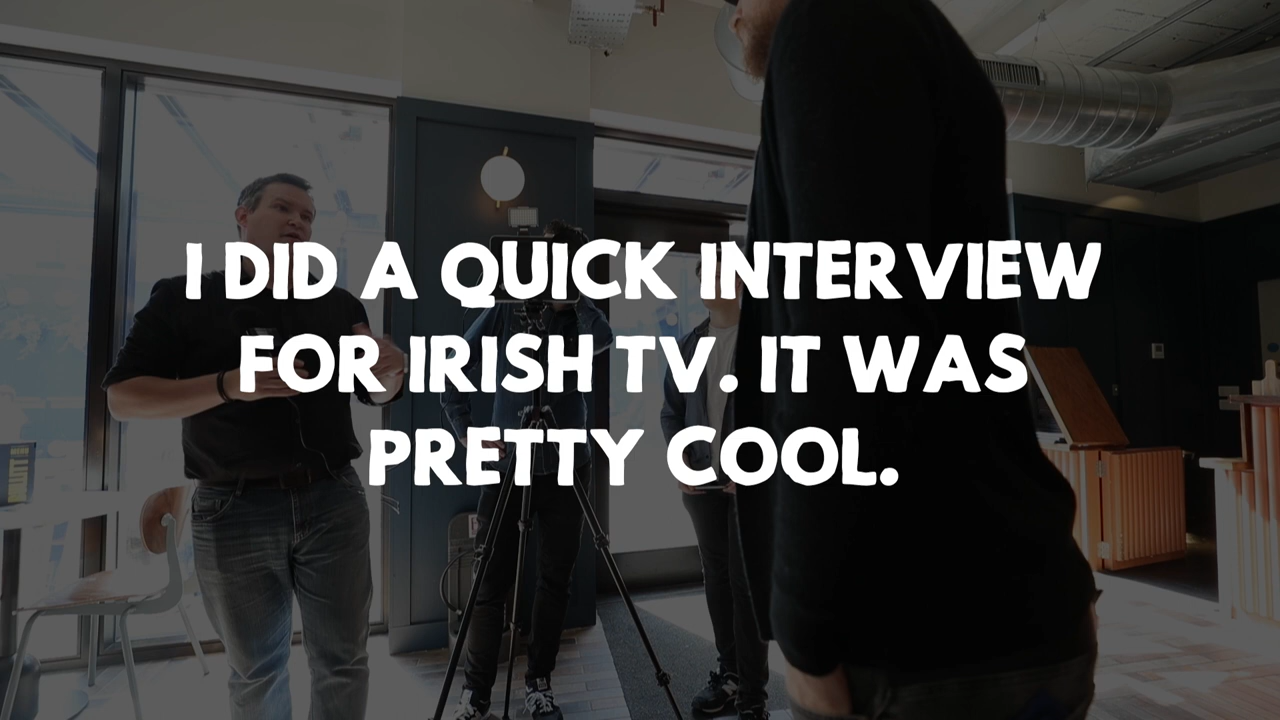 I DID A QUICK INTERVIEW
FOR IRISH TV. IT WAS
PRETTY COOL.